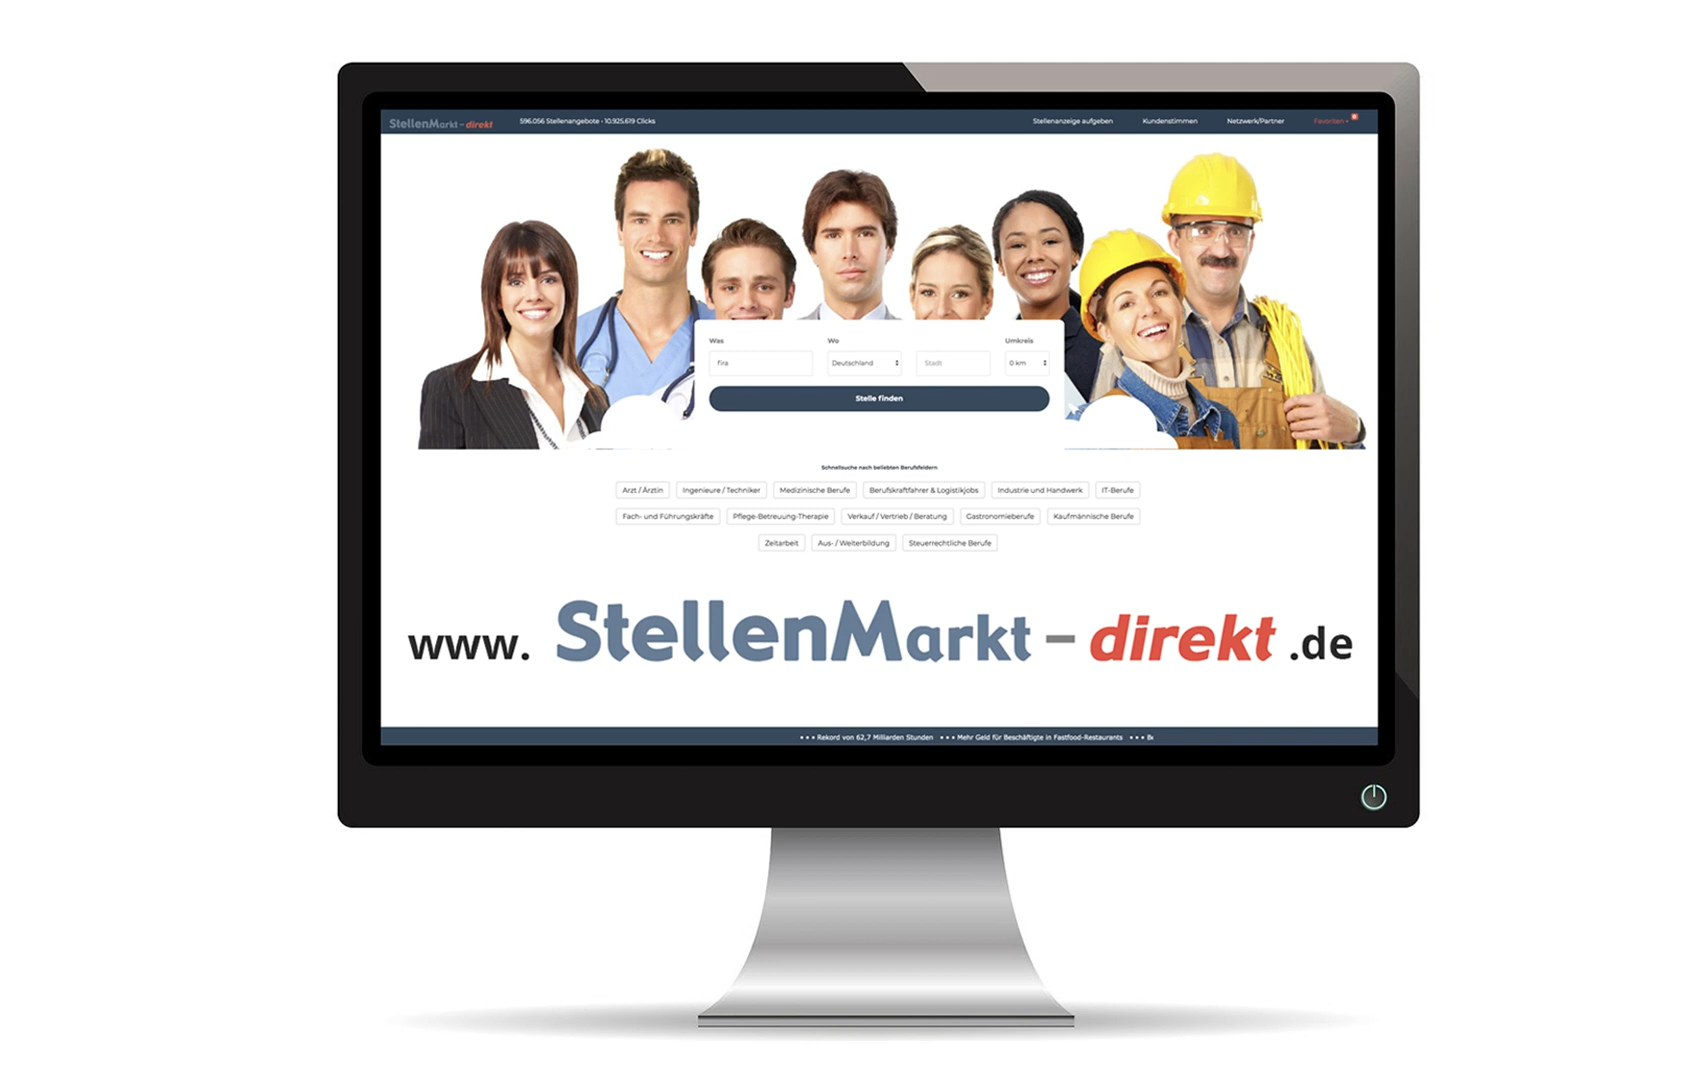 StellenMarkt - direkt 596.056 Stellenangebote - 10.925.619 Clicks Stellenanzeige aufgeben Kundenstimmen Netzwerk/Partner Favoriten
Was Wo Umkreis
fira Deutschland Stadt 0 km
Stelle finden
Schnellsuche nach beliebten Berufsfeldern
Arzt / Ärztin Ingenieure / Techniker Medizinische Berufe Berufskraftfahrer & Logistikjobs Industrie und Handwerk IT-Berufe
Fach- und Führungskräfte Pflege-Betreuung-Therapie Verkauf / Vertrieb / Beratung Gastronomieberufe Kaufmännische Berufe
Zeitarbeit Aus- / Weiterbildung Steuerrechtliche Berufe
www. StellenMarkt - direkt .de
• • • Rekord von 62,7 Milliarden Stunden • • • Mehr Geld für Beschäftigte in Fastfood-Restaurants • • •